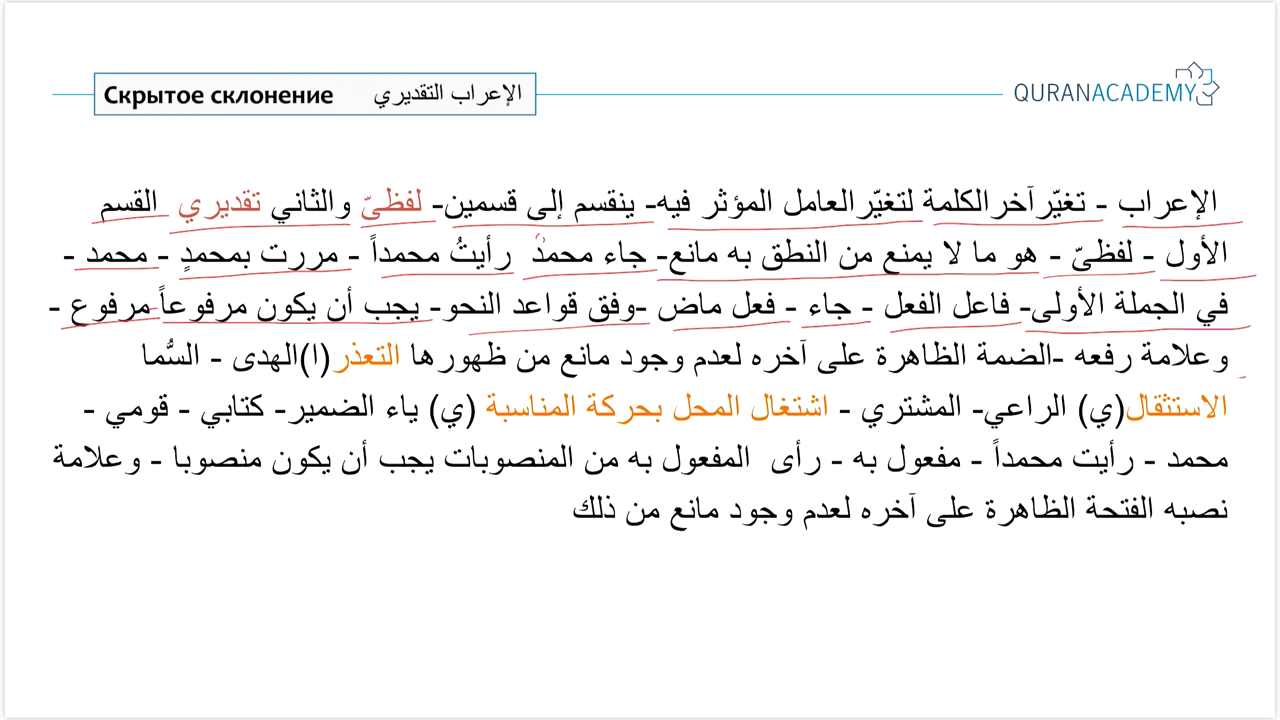 Скрытое склонение الإعراب التقديري
QURANACADEMY
الإعراب - تغيّر آخر الكلمة لتغيّر العامل المؤثر فيه- ينقسم إلى قسمين- لفظيّ والثاني تقديري القسم
الأول - لفظيّ - هو ما لا يمنع من النطق به مانع- جاء محمدٌ رأيتُ محمداً - مررت بمحمدٍ - محمد -
في الجملة الأولى- فاعل الفعل - جاء - فعل ماض -وفق قواعد النحو- يجب أن يكون مرفوعاً مرفوع -
وعلامة رفعه -الضمة الظاهرة على آخره لعدم وجود مانع من ظهورها التعذر(ا)الهدى - السُّما
الاستثقال(ي) الراعي- المشتري - اشتغال المحل بحركة المناسبة (ي) ياء الضمير- كتابي - قومي -
محمد - رأيت محمداً - مفعول به - رأى المفعول به من المنصوبات يجب أن يكون منصوبا - وعلامة
نصبه الفتحة الظاهرة على آخره لعدم وجود مانع من ذلك